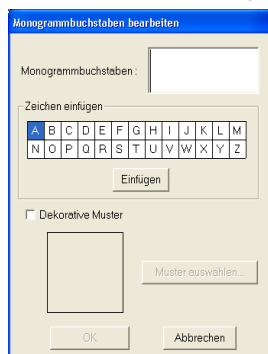 Monogrammbuchstaben bearbeiten
Monogrammbuchstaben :
Zeichen einfügen
A B C D E F G H I J K L M
N O P Q R S T U V W X Y Z
Einfügen
Dekorative Muster
Muster auswählen...
OK Abbrechen